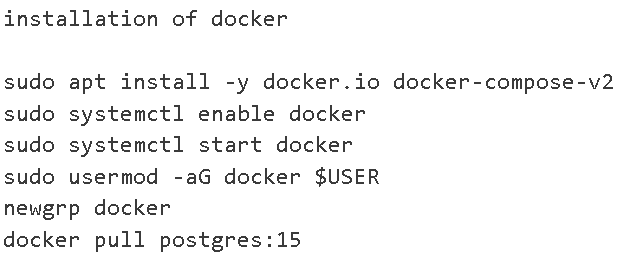 installation of docker
sudo apt install -y docker.io docker-compose-v2
sudo systemctl enable docker
sudo systemctl start docker
sudo usermod -aG docker $USER
newgrp docker
docker pull postgres:15